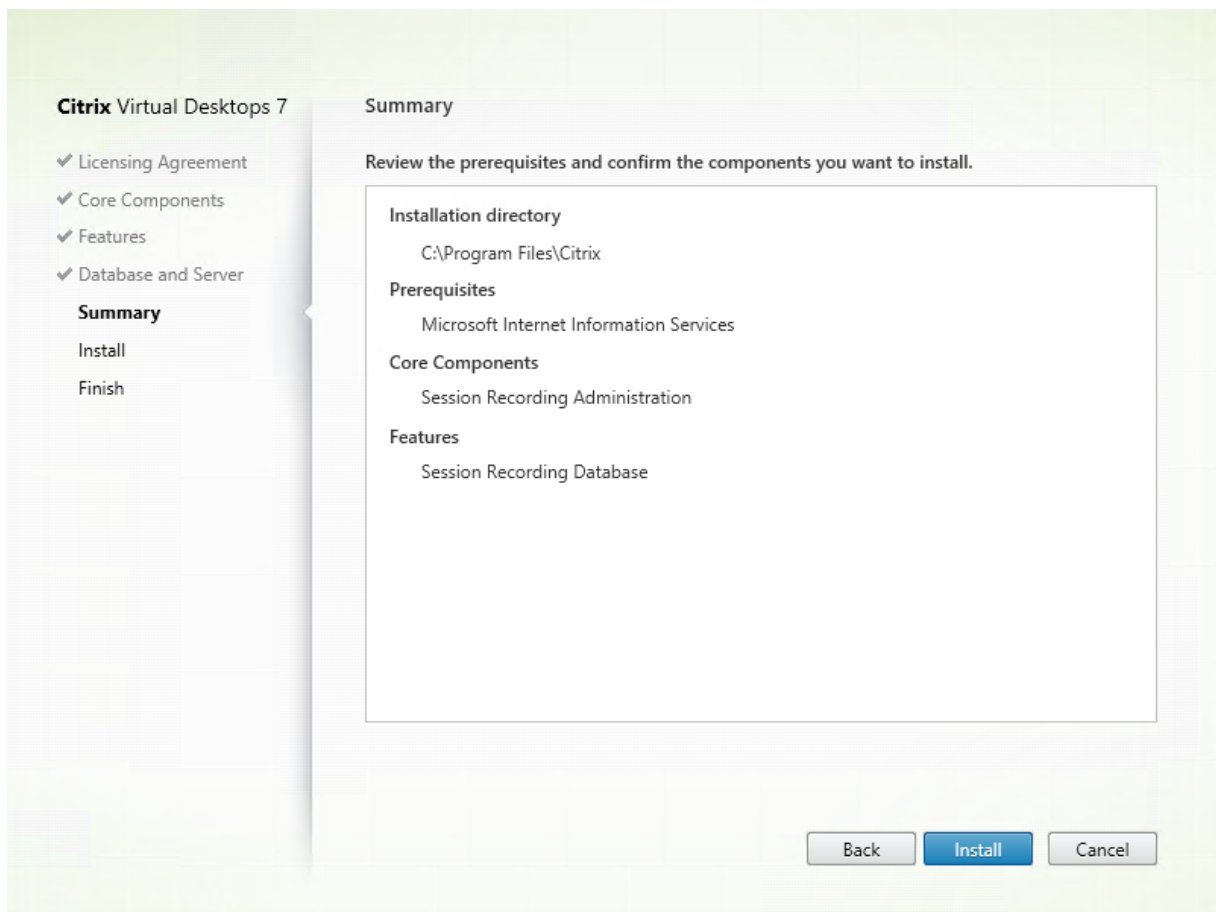 Citrix Virtual Desktops 7
Licensing Agreement
Core Components
Features
Database and Server
Summary
Install
Finish
Summary
Review the prerequisites and confirm the components you want to install.
Installation directory
C:\Program Files\Citrix
Prerequisites
Microsoft Internet Information Services
Core Components
Session Recording Administration
Features
Session Recording Database
Back
Install
Cancel